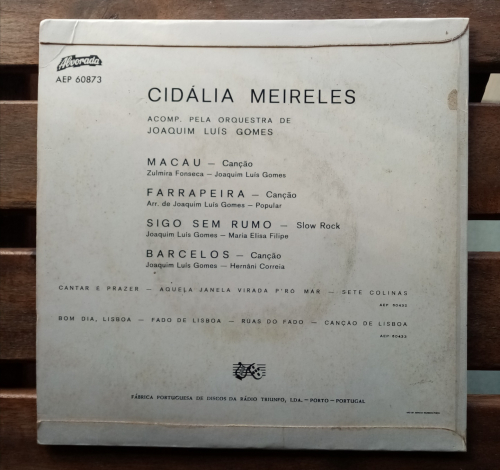 Alvorada
AEP 60873
CIDÁLIA MEIRELES
ACOMP. PELA ORQUESTRA DE
JOAQUIM LUÍS GOMES
MACAU — Canção
Zulmira Fonseca — Joaquim Luís Gomes
FARRAPEIRA — Canção
Arr. de Joaquim Luís Gomes — Popular
SIGO SEM RUMO — Slow Rock
Joaquim Luís Gomes — Maria Elisa Filipe
BARCELOS — Canção
Joaquim Luís Gomes — Hernâni Correia
CANTAR É PRAZER — AQUELA JANELA VIRADA P'RO MAR — SETE COLINAS
AEP
BOM DIA, LISBOA — FADO DE LISBOA — RUAS DO FADO — CANÇÃO DE LISBOA
AEP
FÁBRICA PORTUGUESA DE DISCOS DA RÁDIO TRIUNFO, LDA. — PORTO — PORTUGAL